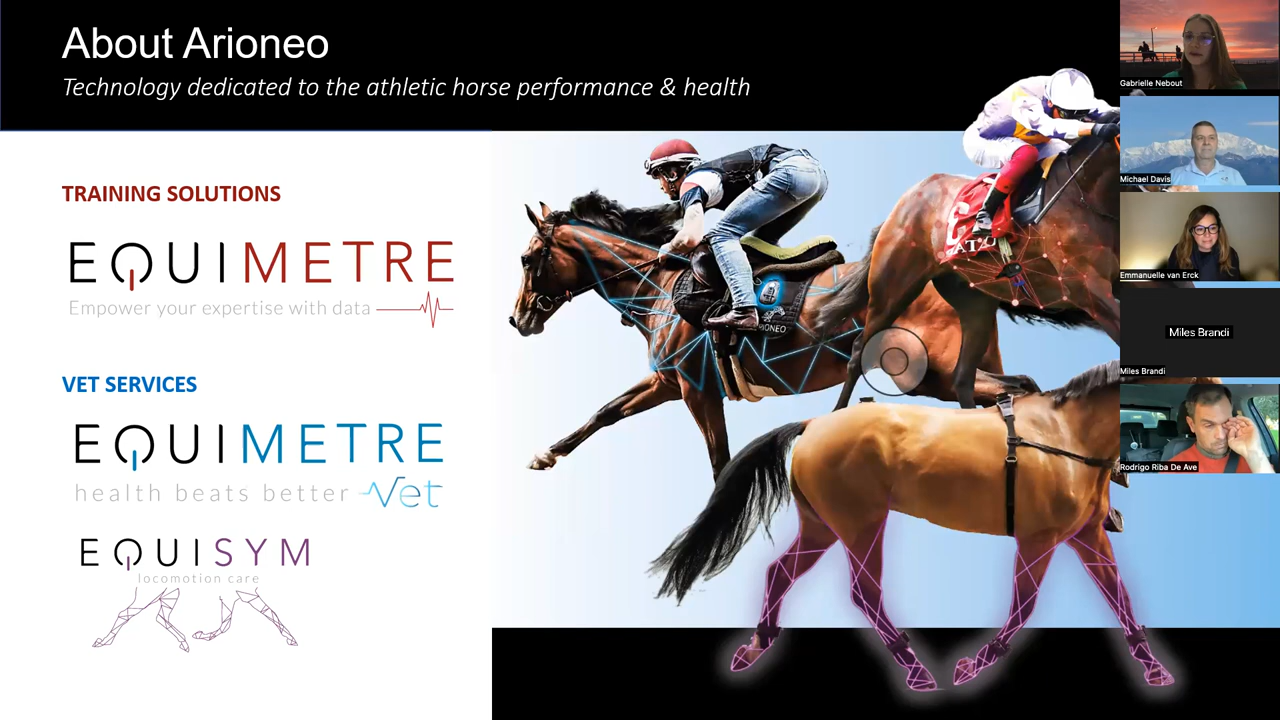 About Arioneo
Technology dedicated to the athletic horse performance & health
TRAINING SOLUTIONS
EQUIMETRE
Empower your expertise with data
VET SERVICES
EQUIMETRE
health beats better Vet
EQUISYM
locomotion care
Gabrielle Nebout
Michael Davis
Emmanuelle van Erck
Miles Brandi
Miles Brandi
Rodrigo Riba De Ave